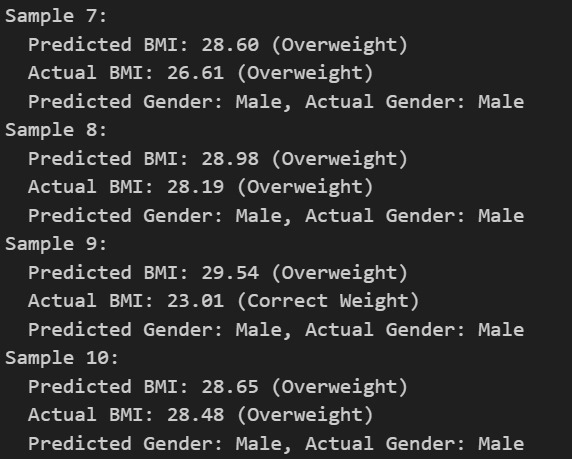 Sample 7:
Predicted BMI: 28.60 (Overweight)
Actual BMI: 26.61 (Overweight)
Predicted Gender: Male, Actual Gender: Male
Sample 8:
Predicted BMI: 28.98 (Overweight)
Actual BMI: 28.19 (Overweight)
Predicted Gender: Male, Actual Gender: Male
Sample 9:
Predicted BMI: 29.54 (Overweight)
Actual BMI: 23.01 (Correct Weight)
Predicted Gender: Male, Actual Gender: Male
Sample 10:
Predicted BMI: 28.65 (Overweight)
Actual BMI: 28.48 (Overweight)
Predicted Gender: Male, Actual Gender: Male